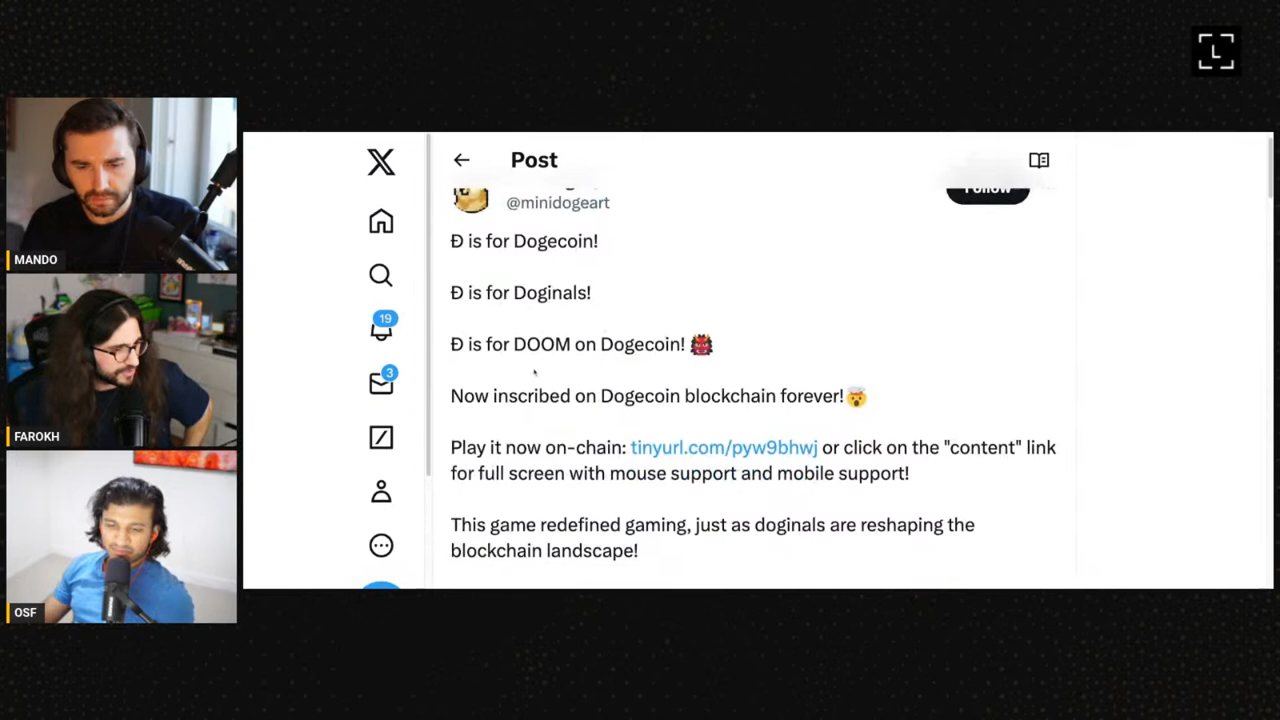 L
MANDO
FAROKH
OSF
Post
@minidogeart
Follow
Ð is for Dogecoin!
Ð is for Doginals!
Ð is for DOOM on Dogecoin! 👹
Now inscribed on Dogecoin blockchain forever!🤯
Play it now on-chain: tinyurl.com/pyw9bhwj or click on the "content" link
for full screen with mouse support and mobile support!
This game redefined gaming, just as doginals are reshaping the
blockchain landscape!
19
3